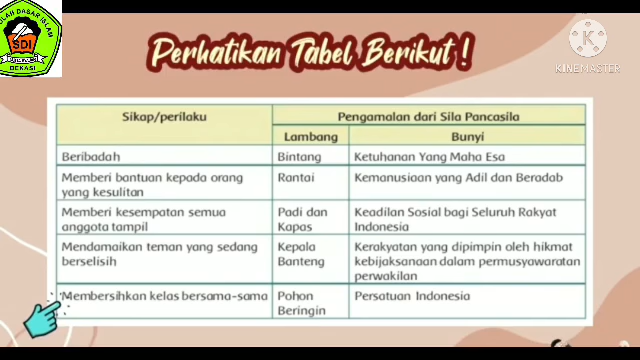 OLAH DASAR ISLAM
SDI
BEKASI
Perhatikan Tabel Berikut !
KINEMASTER
Sikap/perilaku
Pengamalan dari Sila Pancasila
Lambang
Bunyi
Beribadah
Bintang
Ketuhanan Yang Maha Esa
Memberi bantuan kepada orang
yang kesulitan
Rantai
Kemanusiaan yang Adil dan Beradab
Memberi kesempatan semua
anggota tampil
Padi dan
Kapas
Keadilan Sosial bagi Seluruh Rakyat
Indonesia
Mendamaikan teman yang sedang
berselisih
Kepala
Banteng
Kerakyatan yang dipimpin oleh hikmat
kebijaksanaan dalam permusyawaratan
perwakilan
Membersihkan kelas bersama-sama
Pohon
Beringin
Persatuan Indonesia